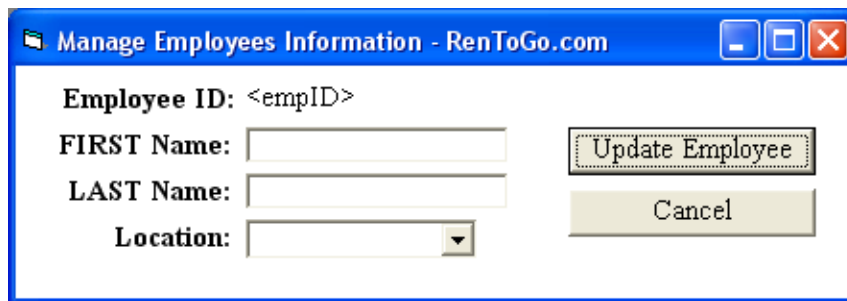 Manage Employees Information - RenToGo.com
Employee ID: <empID>
FIRST Name:
Update Employee
LAST Name:
Cancel
Location: